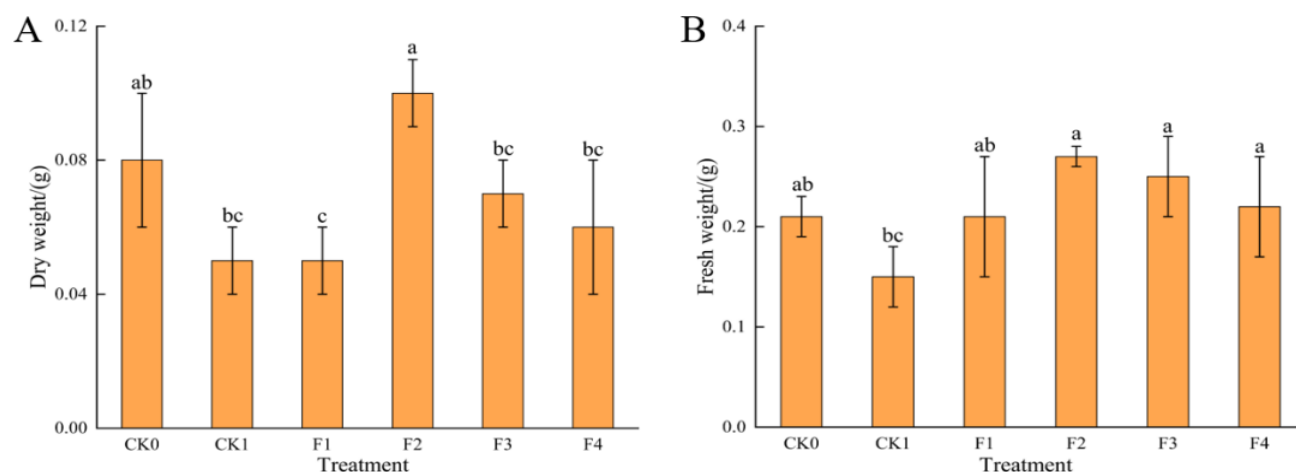 A
Dry weight/(g)
0.12
0.08
0.04
0.00
ab
bc
c
a
bc
bc
CK0 CK1 F1 F2 F3 F4
Treatment
B
Fresh weight/(g)
0.4
0.3
0.2
0.1
0.0
ab
bc
ab
a
a
a
CK0 CK1 F1 F2 F3 F4
Treatment